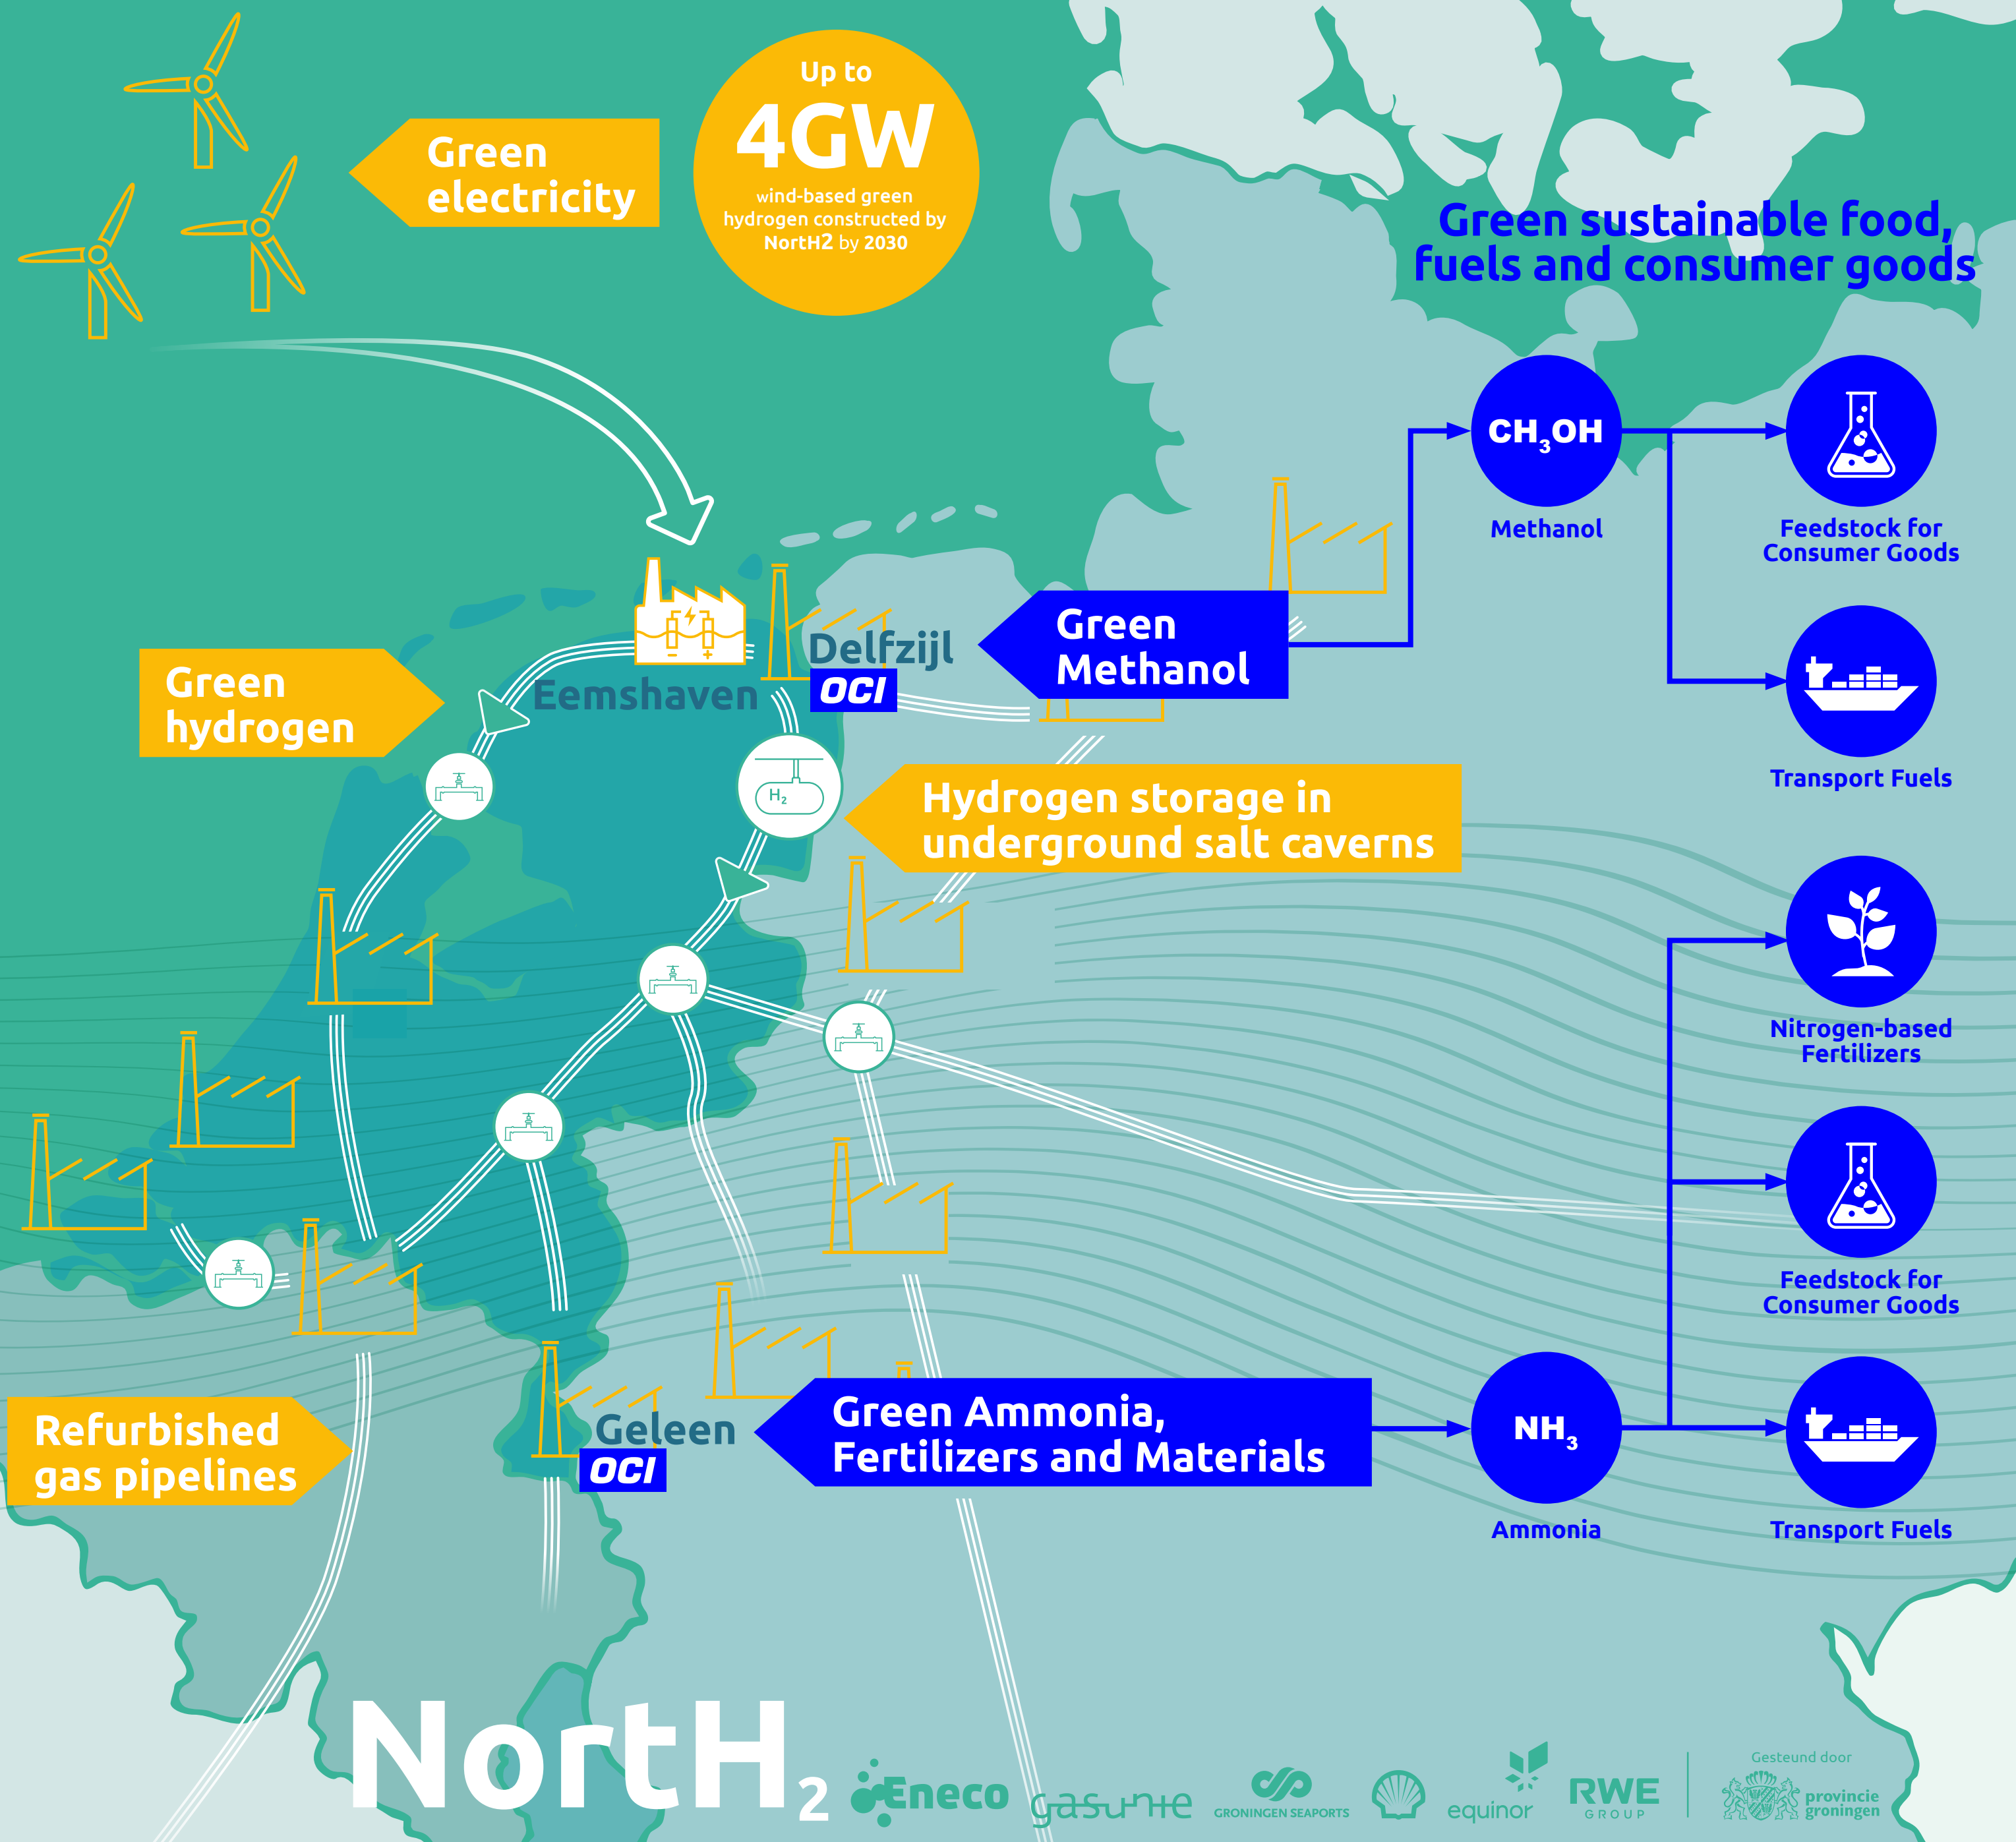 Up to
4GW
wind-based green
hydrogen constructed by
NortH2 by 2030
Green
electricity
Green sustainable food,
fuels and consumer goods
CH3OH
Methanol
Feedstock for
Consumer Goods
Transport Fuels
Green
Methanol
Delfzijl
OCI
Eemshaven
Green
hydrogen
H2
Hydrogen storage in
underground salt caverns
Nitrogen-based
Fertilizers
Feedstock for
Consumer Goods
Refurbished
gas pipelines
Geleen
OCI
Green Ammonia,
Fertilizers and Materials
NH3
Ammonia
Transport Fuels
NortH2
Eneco
gasunie
GRONINGEN SEAPORTS
equinor
RWE
GROUP
Gesteund door
provincie
groningen